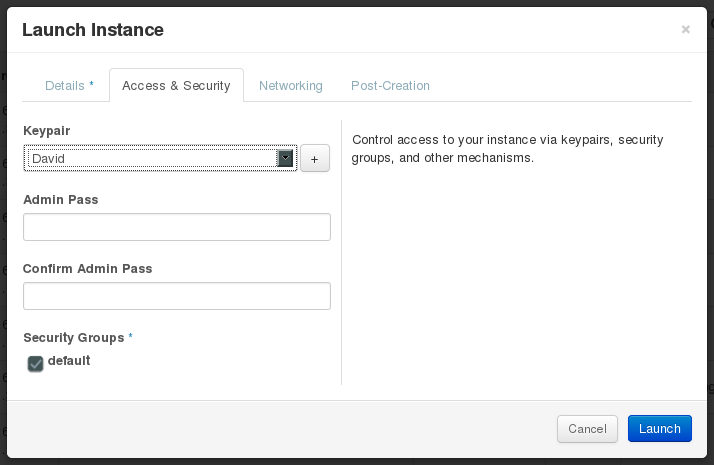 Launch Instance
×
Details *
Access & Security
Networking
Post-Creation
Keypair
David
+
Control access to your instance via keypairs, security
groups, and other mechanisms.
Admin Pass
Confirm Admin Pass
Security Groups *
default
Cancel
Launch